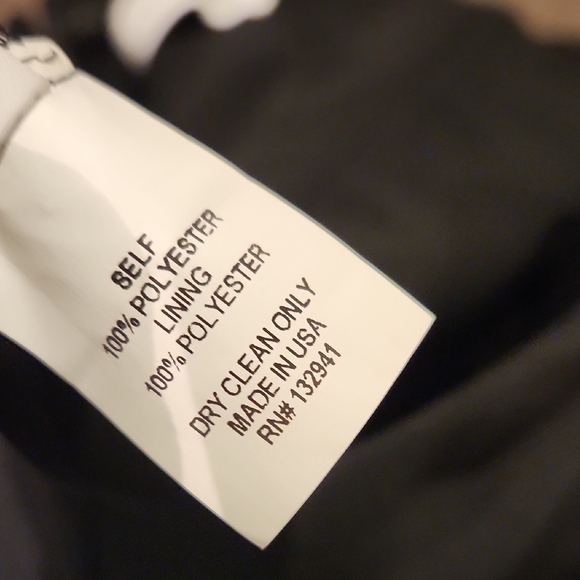 SELF
100% POLYESTER
LINING
100% POLYESTER
DRY CLEAN ONLY
MADE IN USA
RN# 132941